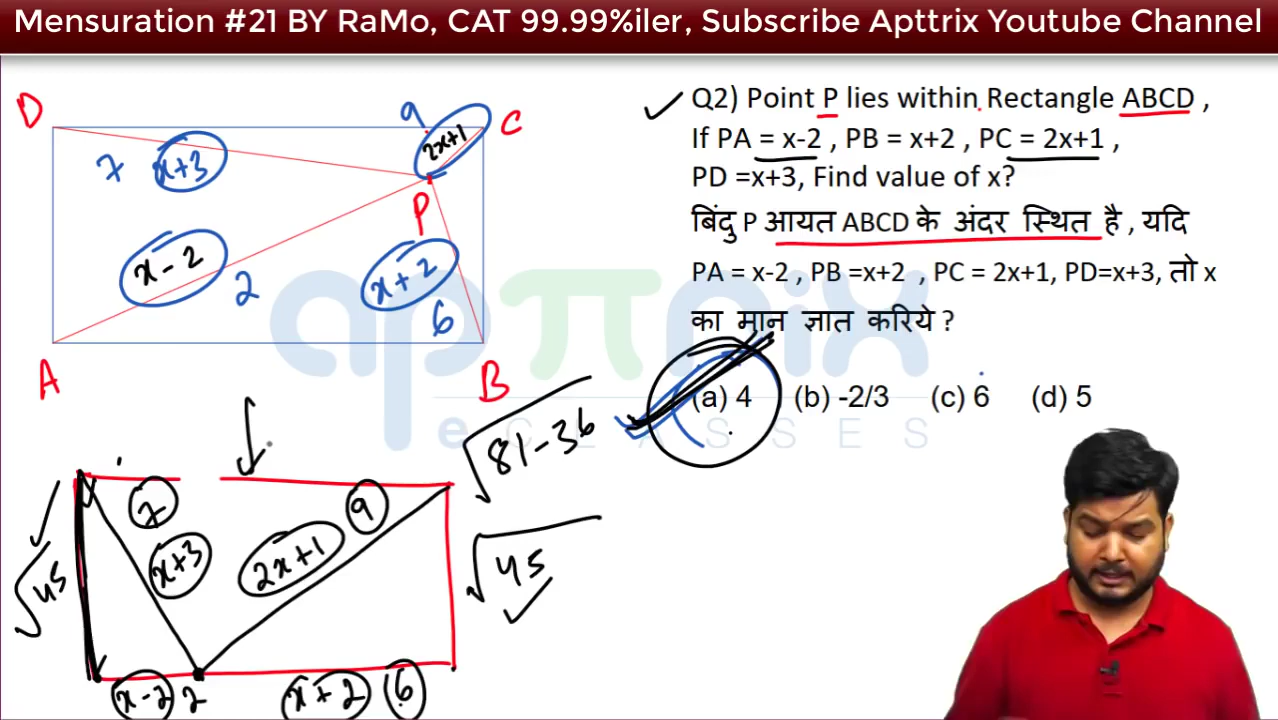 Mensuration #21 BY RaMo, CAT 99.99%iler, Subscribe Apttrix Youtube Channel
D
9
C
2x+1
7 x+3
P
x-2
2
x+2
6
A
B
Q2) Point P lies within Rectangle ABCD ,
If PA = x-2 , PB = x+2 , PC = 2x+1 ,
PD =x+3, Find value of x?
बिंदु P आयत ABCD के अंदर स्थित है , यदि
PA = x-2 , PB =x+2 , PC = 2x+1, PD=x+3, तो x
का मान ज्ञात करिये ?
(a) 4 (b) -2/3 (c) 6 (d) 5
apπnix
e CLASSES
√81-36
√45
7
9
x+3
2x+1
√45
x-2 2
x+2 6